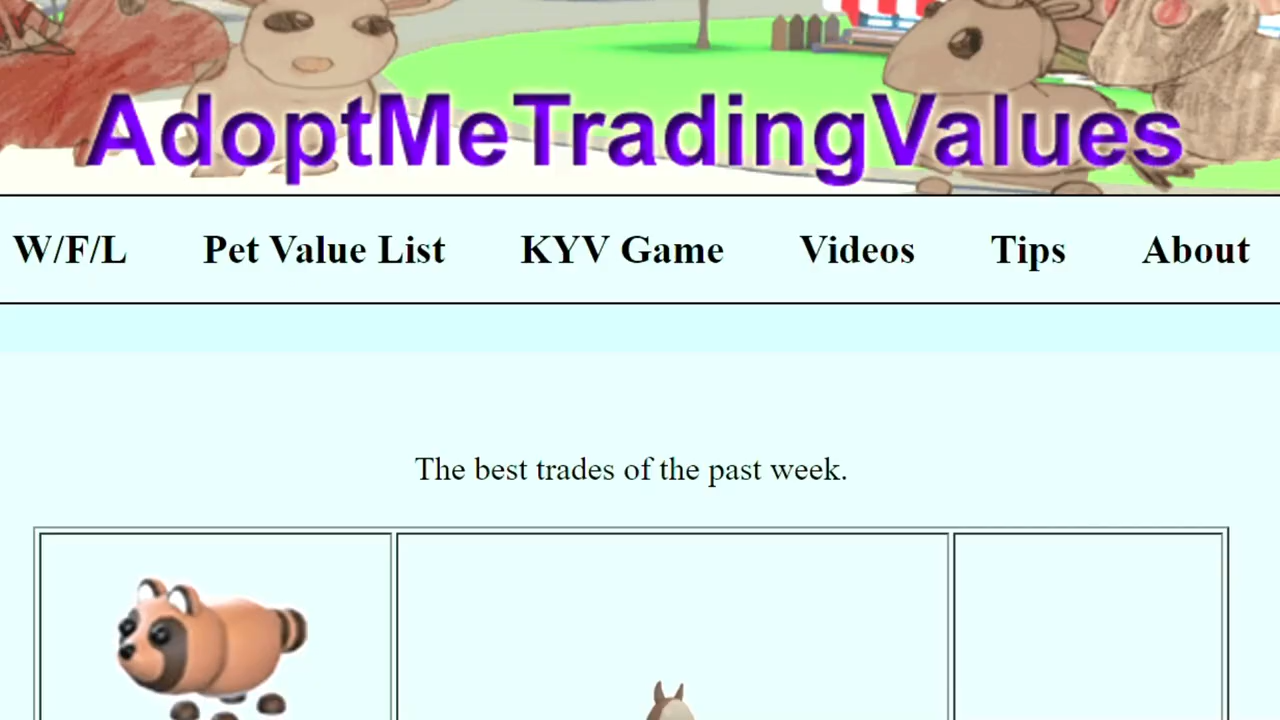 AdoptMeTradingValues
W/F/L Pet Value List KYV Game Videos Tips About
The best trades of the past week.